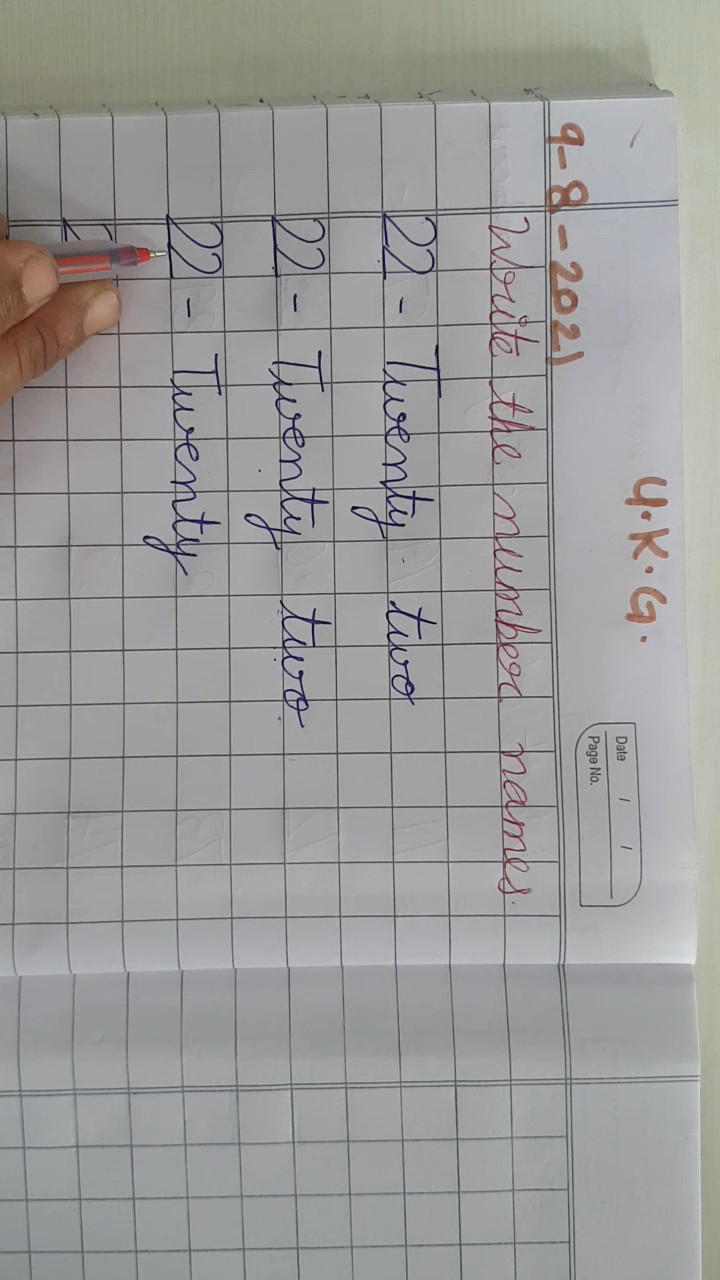 U.K.G.
Date / /
Page No.
9-8-2021
Write the number names.
22 - Twenty two
22 - Twenty two
22 - Twenty